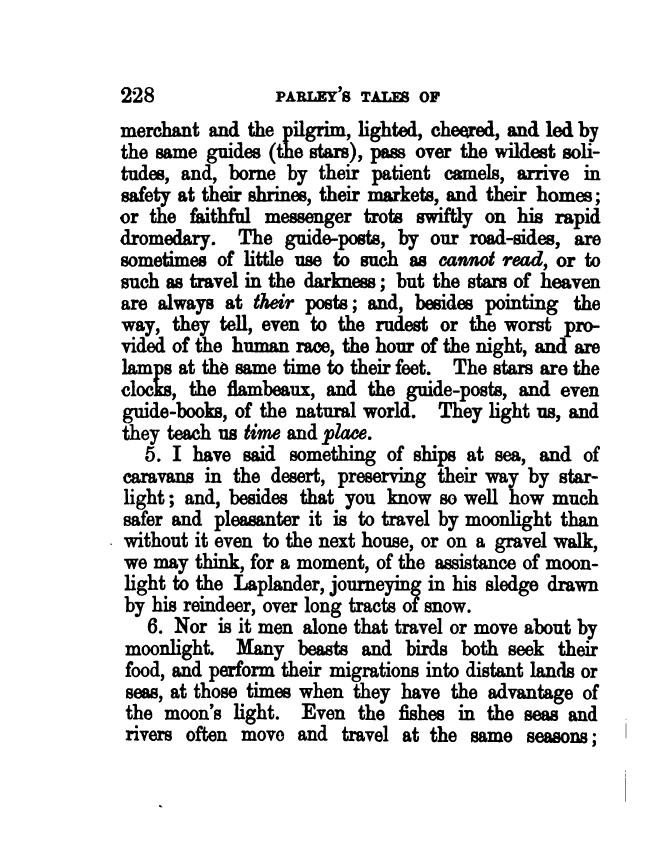 228 PARLEY'S TALES OF
merchant and the pilgrim, lighted, cheered, and led by
the same guides (the stars), pass over the wildest soli-
tudes, and, borne by their patient camels, arrive in
safety at their shrines, their markets, and their homes;
or the faithful messenger trots swiftly on his rapid
dromedary. The guide-posts, by our road-sides, are
sometimes of little use to such as cannot read, or to
such as travel in the darkness; but the stars of heaven
are always at their posts; and, besides pointing the
way, they tell, even to the rudest or the worst pro-
vided of the human race, the hour of the night, and are
lamps at the same time to their feet. The stars are the
clocks, the flambeaux, and the guide-posts, and even
guide-books, of the natural world. They light us, and
they teach us time and place.
5. I have said something of ships at sea, and of
caravans in the desert, preserving their way by star-
light; and, besides that you know so well how much
safer and pleasanter it is to travel by moonlight than
without it even to the next house, or on a gravel walk,
we may think, for a moment, of the assistance of moon-
light to the Laplander, journeying in his sledge drawn
by his reindeer, over long tracts of snow.
6. Nor is it men alone that travel or move about by
moonlight. Many beasts and birds both seek their
food, and perform their migrations into distant lands or
seas, at those times when they have the advantage of
the moon's light. Even the fishes in the seas and
rivers often move and travel at the same seasons;